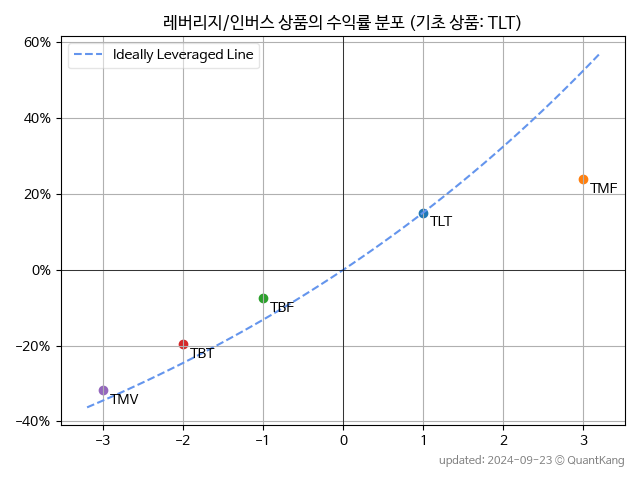 레버리지/인버스 상품의 수익률 분포 (기초 상품: TLT)
60%
Ideally Leveraged Line
40%
20%
TMF
TLT
0%
TBF
−20%
TBT
TMV
−40%
−3 −2 −1 0 1 2 3
updated: 2024-09-23 © QuantKang